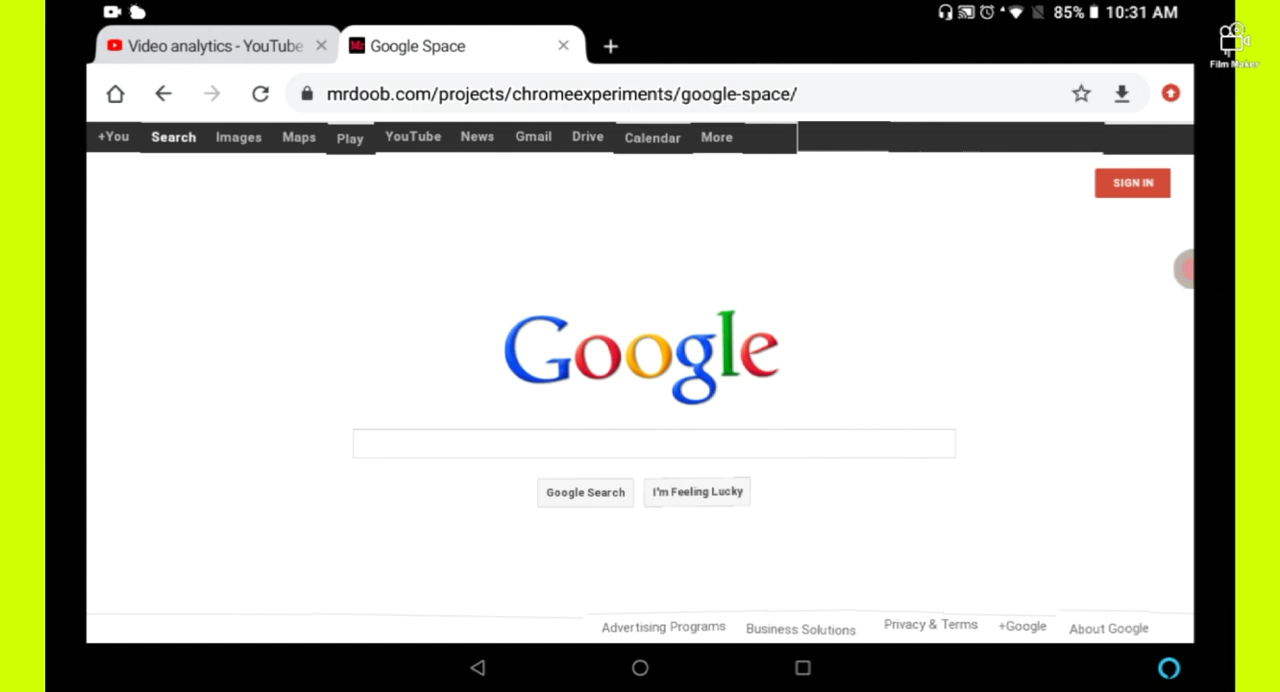 85% 10:31 AM
Film Maker
Video analytics - YouTube
Google Space
mrdoob.com/projects/chromeexperiments/google-space/
+You Search Images Maps Play YouTube News Gmail Drive Calendar More
SIGN IN
Google
Google Search I'm Feeling Lucky
Advertising Programs Business Solutions Privacy & Terms +Google About Google